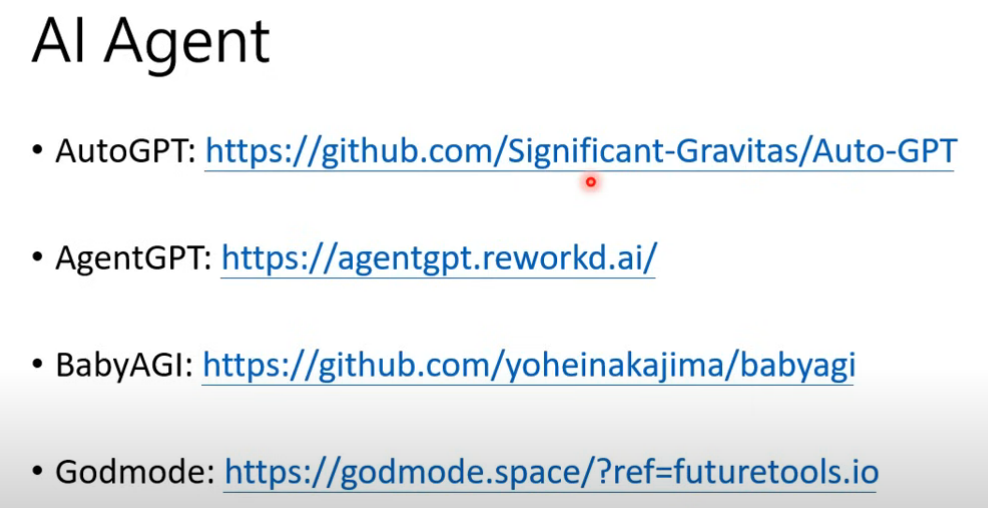 AI Agent
• AutoGPT: https://github.com/Significant-Gravitas/Auto-GPT
• AgentGPT: https://agentgpt.reworkd.ai/
• BabyAGI: https://github.com/yoheinakajima/babyagi
• Godmode: https://godmode.space/?ref=futuretools.io